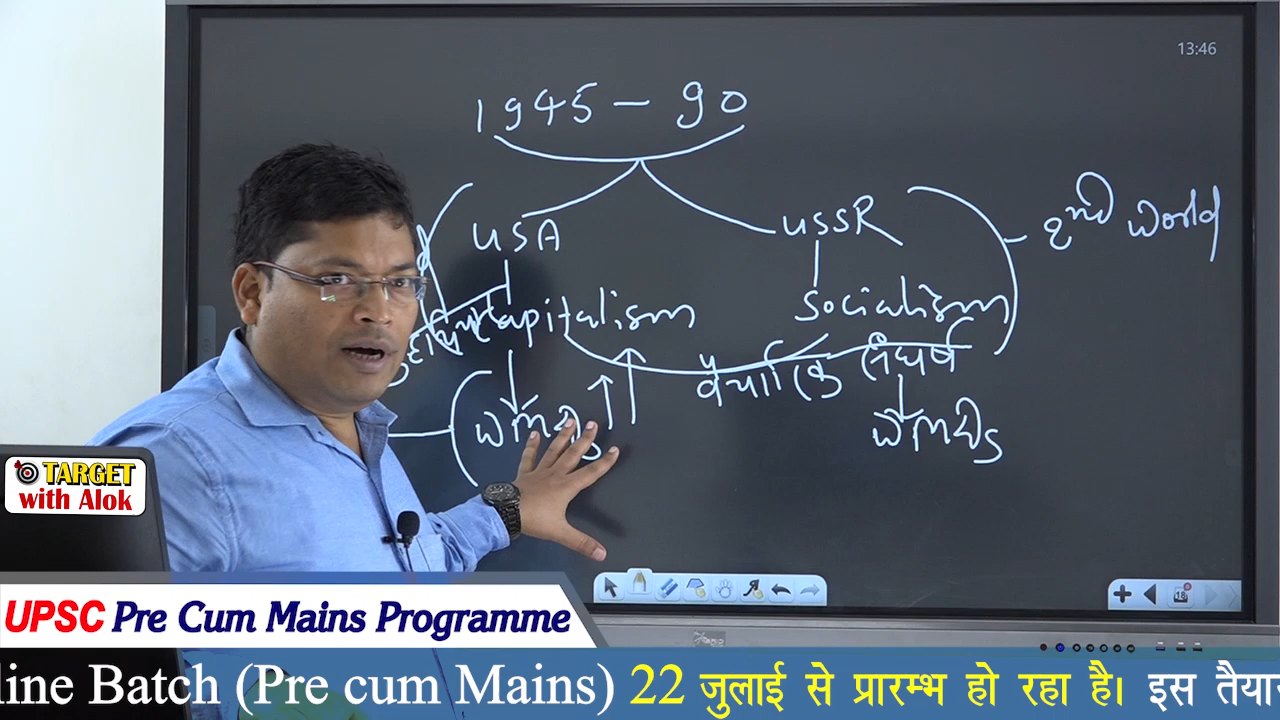 13:46
1945 - 90
USA
USSR
2nd World
Capitalism
Socialism
संघर्ष
TARGET
with Alok
UPSC Pre Cum Mains Programme
line Batch (Pre cum Mains) 22 जुलाई से प्रारम्भ हो रहा है। इस तैयार